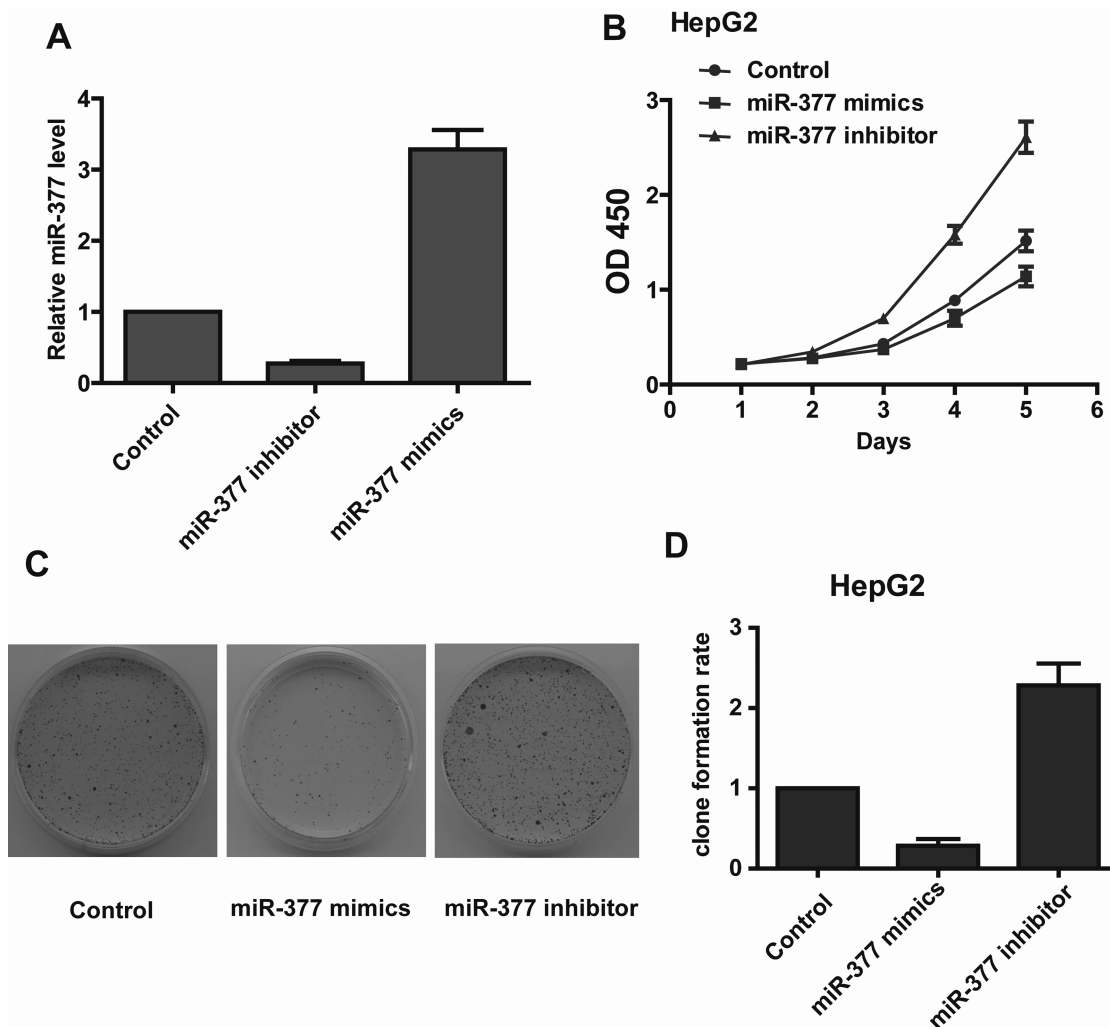 A
Relative miR-377 level
4
3
2
1
0
Control
miR-377 inhibitor
miR-377 mimics
B
HepG2
Control
miR-377 mimics
miR-377 inhibitor
OD 450
3
2
1
0
0 1 2 3 4 5 6
Days
C
Control
miR-377 mimics
miR-377 inhibitor
D
HepG2
clone formation rate
3
2
1
0
Control
miR-377 mimics
miR-377 inhibitor